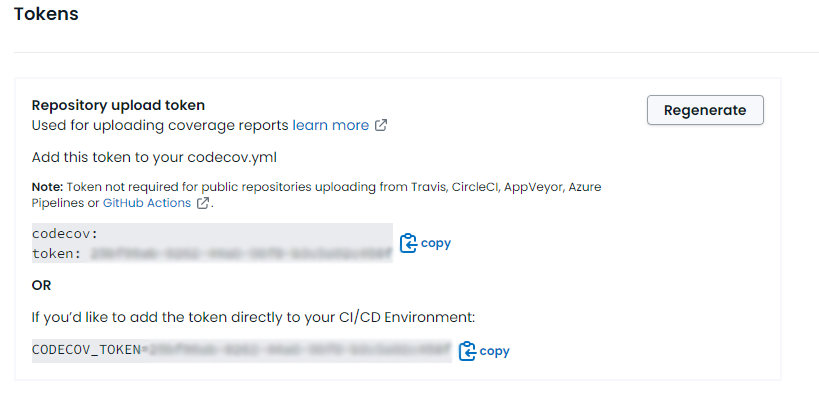 Tokens
Repository upload token
Regenerate
Used for uploading coverage reports learn more
Add this token to your codecov.yml
Note: Token not required for public repositories uploading from Travis, CircleCI, AppVeyor, Azure
Pipelines or GitHub Actions .
codecov:
token:
copy
OR
If you’d like to add the token directly to your CI/CD Environment:
CODECOV_TOKEN=
copy